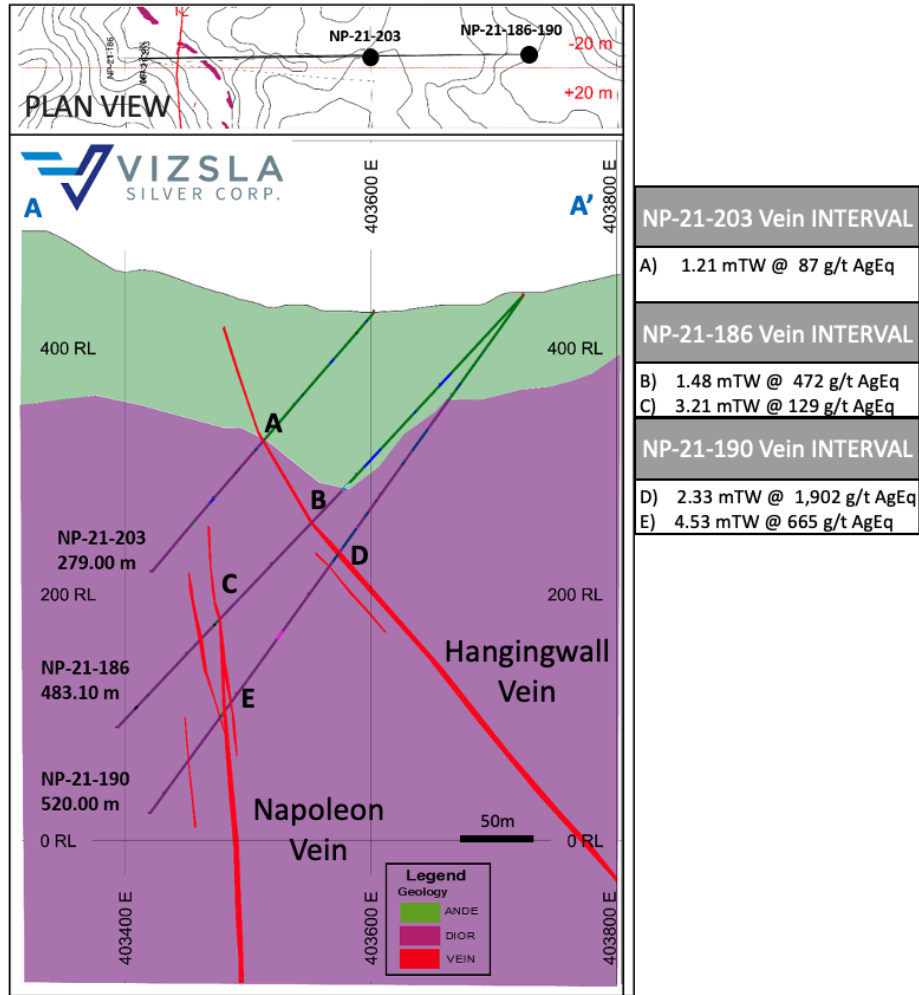 NP-21-203
NP-21-186-190
-20 m
+20 m
NP-21-186
PLAN VIEW
VIZSLA
SILVER CORP.
A
A’
403600 E
403800 E
400 RL
400 RL
A
B
NP-21-203
279.00 m
D
C
200 RL
200 RL
Hangingwall
Vein
NP-21-186
483.10 m
E
NP-21-190
520.00 m
Napoleon
Vein
50m
0 RL
0 RL
Legend
Geology
ANDE
DIOR
VEIN
403400 E
403600 E
403800 E
NP-21-203 Vein INTERVAL
A) 1.21 mTW @ 87 g/t AgEq
NP-21-186 Vein INTERVAL
B) 1.48 mTW @ 472 g/t AgEq
C) 3.21 mTW @ 129 g/t AgEq
NP-21-190 Vein INTERVAL
D) 2.33 mTW @ 1,902 g/t AgEq
E) 4.53 mTW @ 665 g/t AgEq